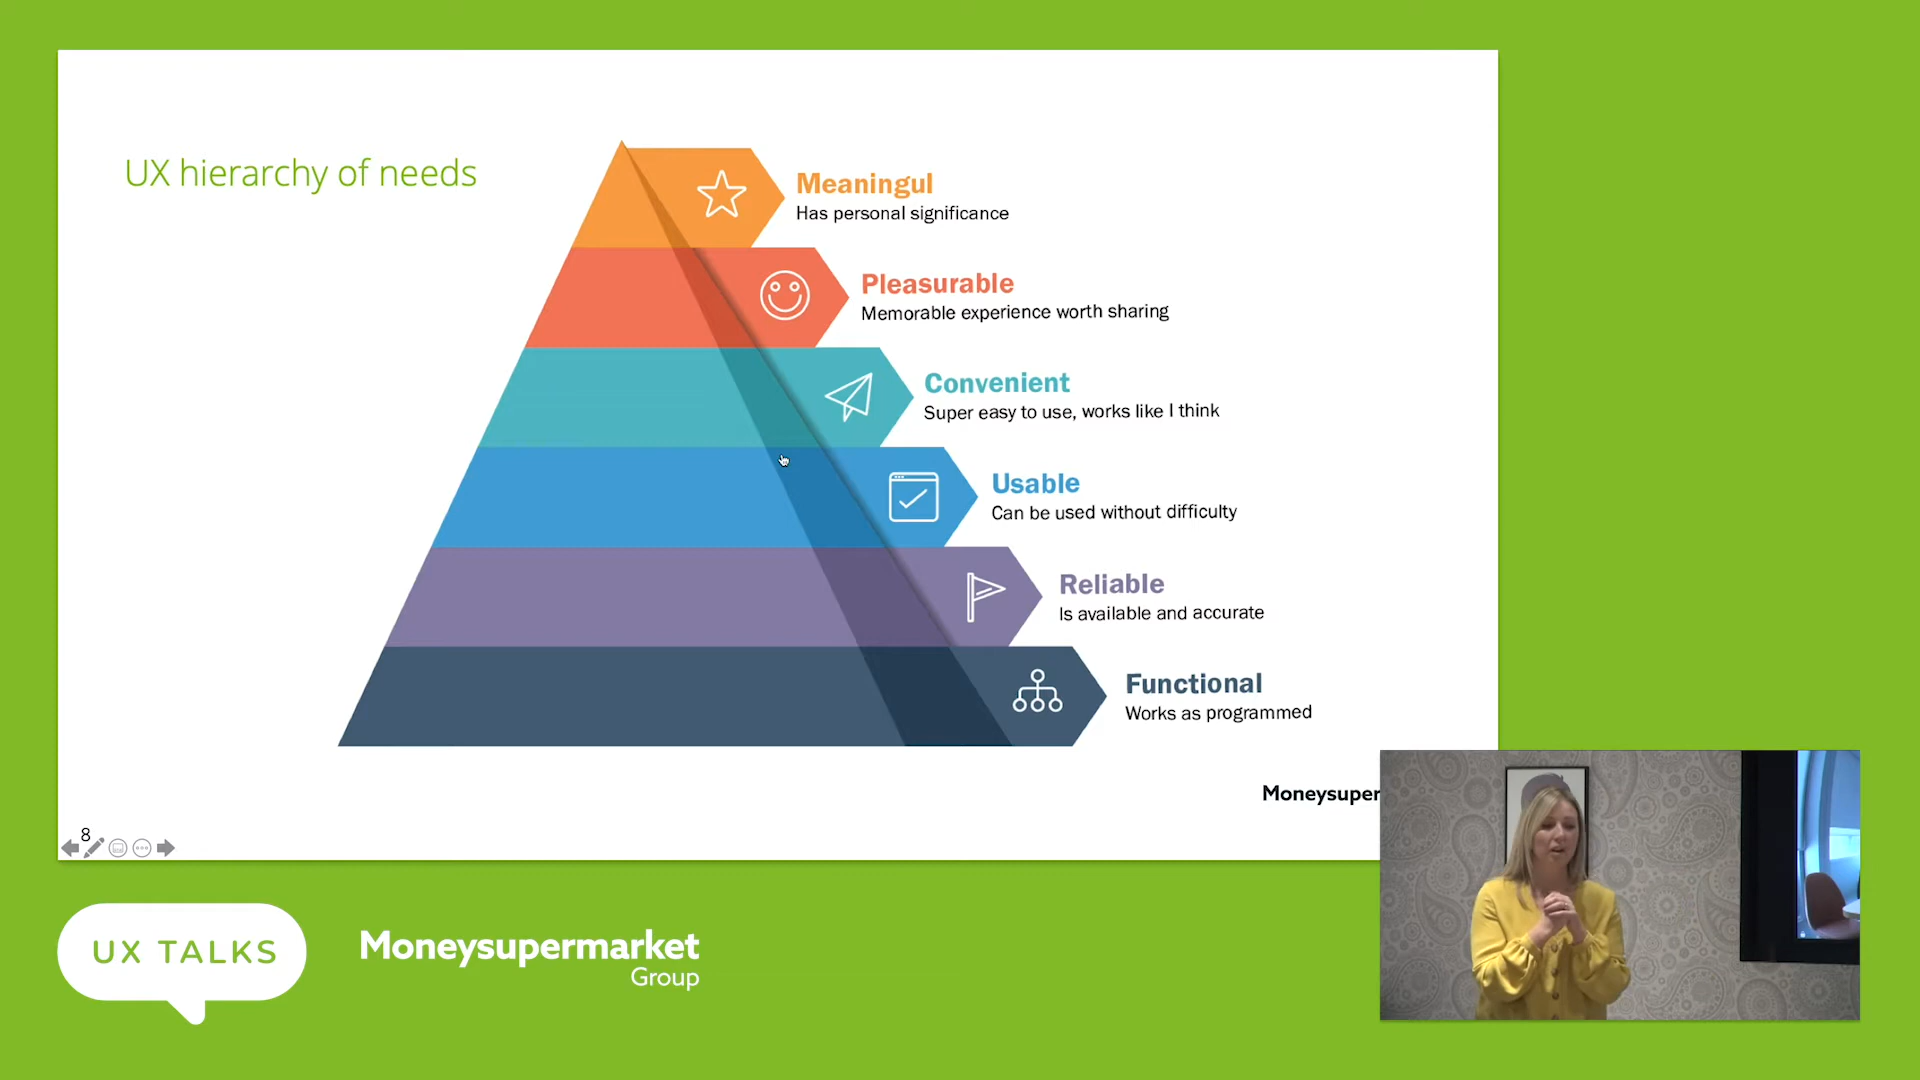 UX hierarchy of needs
Meaningul
Has personal significance
Pleasurable
Memorable experience worth sharing
Convenient
Super easy to use, works like I think
Usable
Can be used without difficulty
Reliable
Is available and accurate
Functional
Works as programmed
Moneysuper
8
UX TALKS
Moneysupermarket
Group